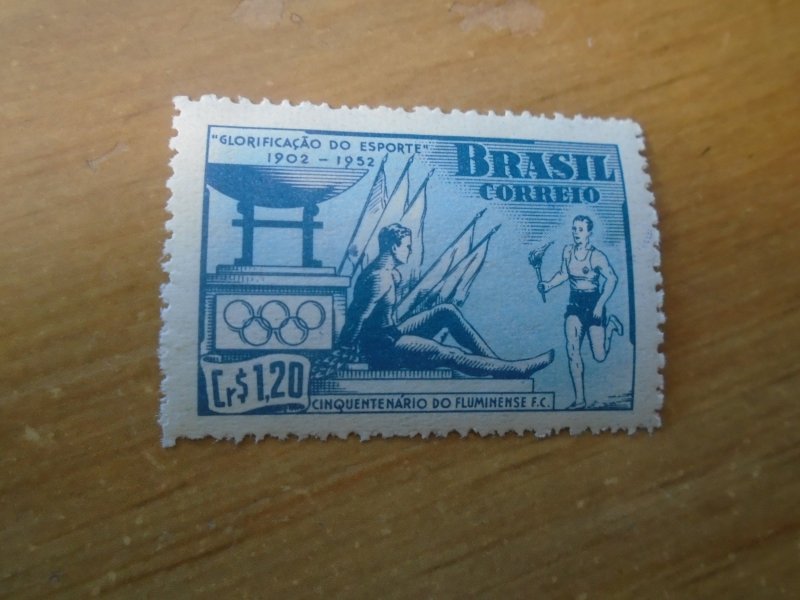 "GLORIFICAÇÃO DO ESPORTE"
1902 - 1952
BRASIL
CORREIO
Cr$ 1,20
CINQUENTENÁRIO DO FLUMINENSE F.C.